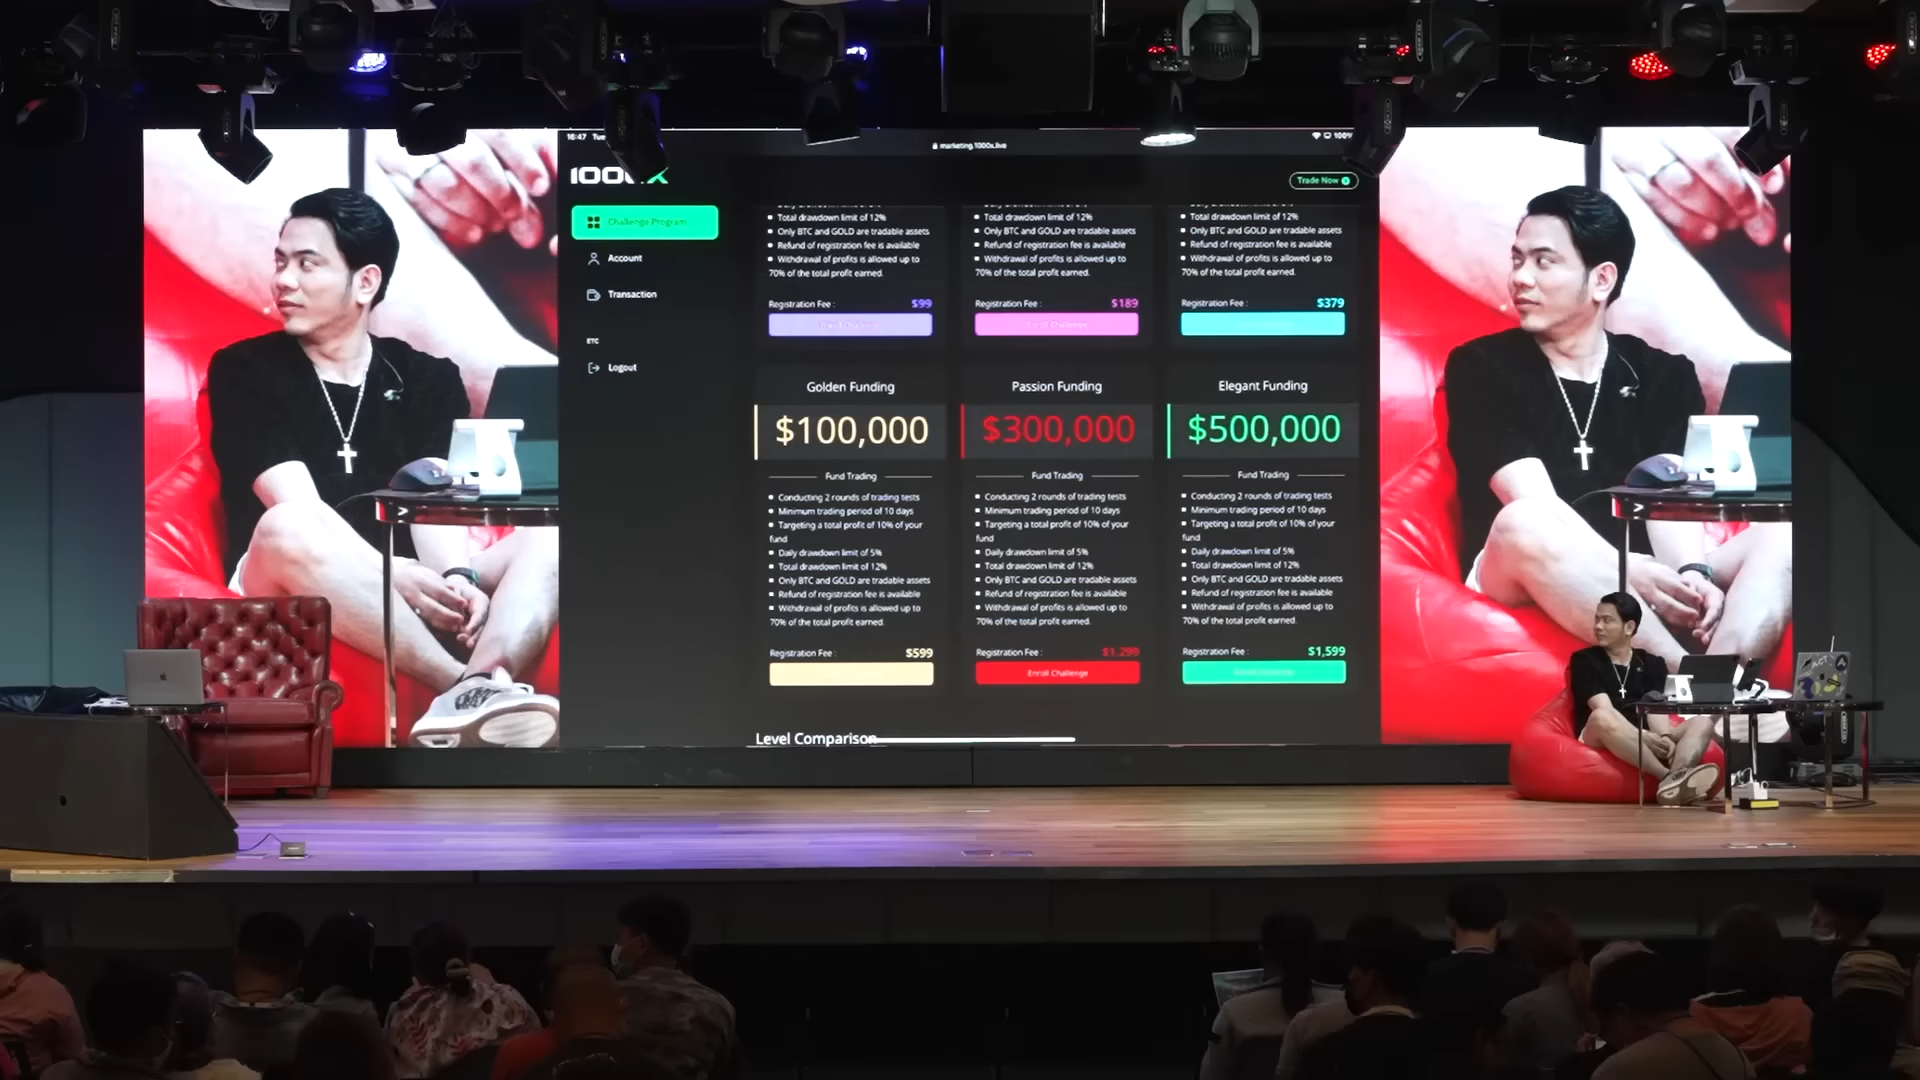 16:47 Tue
marketing.1000x.live
100%
Trade Now
Challenge Program
Account
Transaction
ETC
Logout
Total drawdown limit of 12%
Only BTC and GOLD are tradable assets
Refund of registration fee is available
Withdrawal of profits is allowed up to
70% of the total profit earned.
Registration Fee : $99
Total drawdown limit of 12%
Only BTC and GOLD are tradable assets
Refund of registration fee is available
Withdrawal of profits is allowed up to
70% of the total profit earned.
Registration Fee : $189
Enroll Challenge
Total drawdown limit of 12%
Only BTC and GOLD are tradable assets
Refund of registration fee is available
Withdrawal of profits is allowed up to
70% of the total profit earned.
Registration Fee : $379
Golden Funding
$100,000
Fund Trading
Conducting 2 rounds of trading tests
Minimum trading period of 10 days
Targeting a total profit of 10% of your
fund
Daily drawdown limit of 5%
Total drawdown limit of 12%
Only BTC and GOLD are tradable assets
Refund of registration fee is available
Withdrawal of profits is allowed up to
70% of the total profit earned.
Registration Fee : $599
Passion Funding
$300,000
Fund Trading
Conducting 2 rounds of trading tests
Minimum trading period of 10 days
Targeting a total profit of 10% of your
fund
Daily drawdown limit of 5%
Total drawdown limit of 12%
Only BTC and GOLD are tradable assets
Refund of registration fee is available
Withdrawal of profits is allowed up to
70% of the total profit earned.
Registration Fee : $1,299
Enroll Challenge
Elegant Funding
$500,000
Fund Trading
Conducting 2 rounds of trading tests
Minimum trading period of 10 days
Targeting a total profit of 10% of your
fund
Daily drawdown limit of 5%
Total drawdown limit of 12%
Only BTC and GOLD are tradable assets
Refund of registration fee is available
Withdrawal of profits is allowed up to
70% of the total profit earned.
Registration Fee : $1,599
Level Comparison